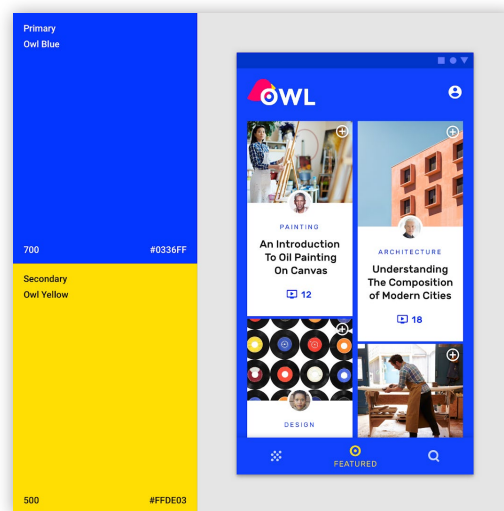 Primary
Owl Blue
700 #0336FF
Secondary
Owl Yellow
500 #FFDE03
OWL
PAINTING
An Introduction
To Oil Painting
On Canvas
12
DESIGN
ARCHITECTURE
Understanding
The Composition
of Modern Cities
18
FEATURED